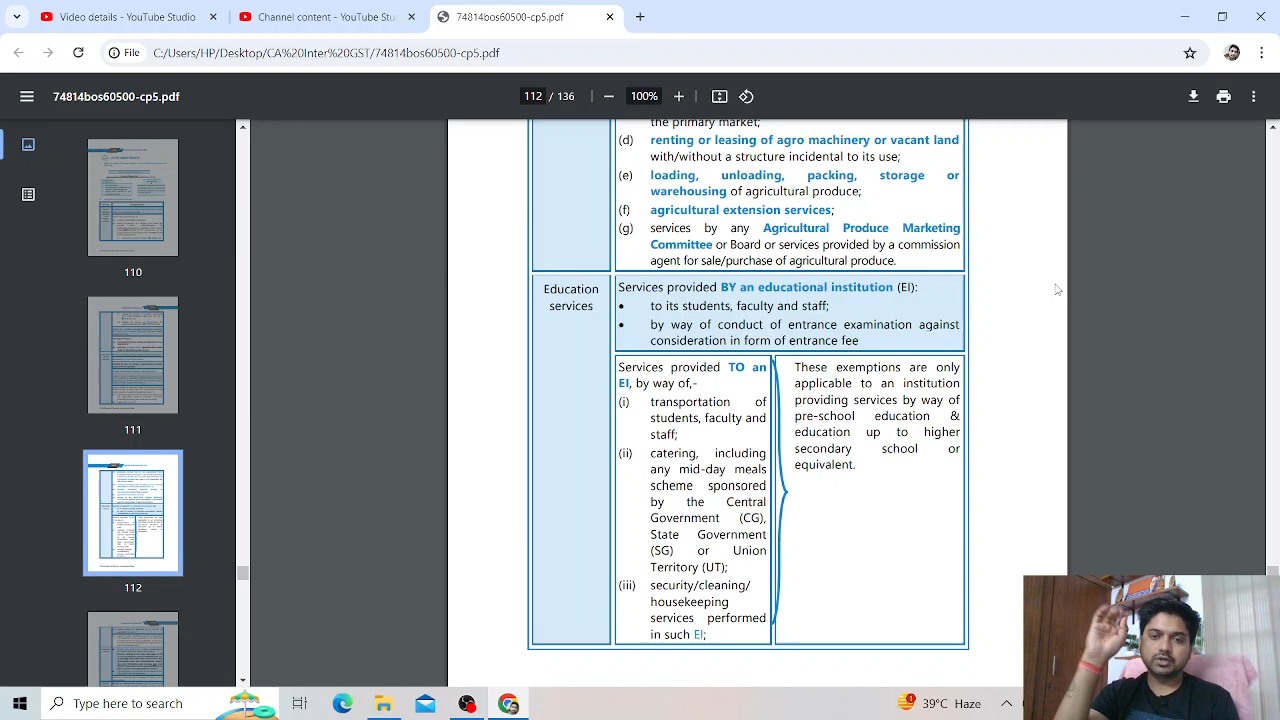 Video details - YouTube Studio
Channel content - YouTube Stu
74814bos60500-cp5.pdf
File
C:/Users/HP/Desktop/CA%20Inter%20GST/74814bos60500-cp5.pdf
74814bos60500-cp5.pdf
112 / 136
100%
110
111
112
the primary market;
(d) renting or leasing of agro machinery or vacant land
with/without a structure incidental to its use;
(e) loading, unloading, packing, storage or
warehousing of agricultural produce;
(f) agricultural extension services;
(g) services by any Agricultural Produce Marketing
Committee or Board or services provided by a commission
agent for sale/purchase of agricultural produce.
Education
services
Services provided BY an educational institution (EI):
• to its students, faculty and staff
• by way of conduct of entrance examination against
consideration in form of entrance fee
Services provided TO an
EI, by way of,-
(i) transportation of
students, faculty and
staff;
(ii) catering, including
any mid-day meals
scheme sponsored
by the Central
Government (CG),
State Government
(SG) or Union
Territory (UT);
(iii) security/cleaning/
housekeeping
services performed
in such EI;
These exemptions are only
applicable to an institution
providing services by way of
pre-school education &
education up to higher
secondary school or
equivalent.
Type here to search
39°C Haze